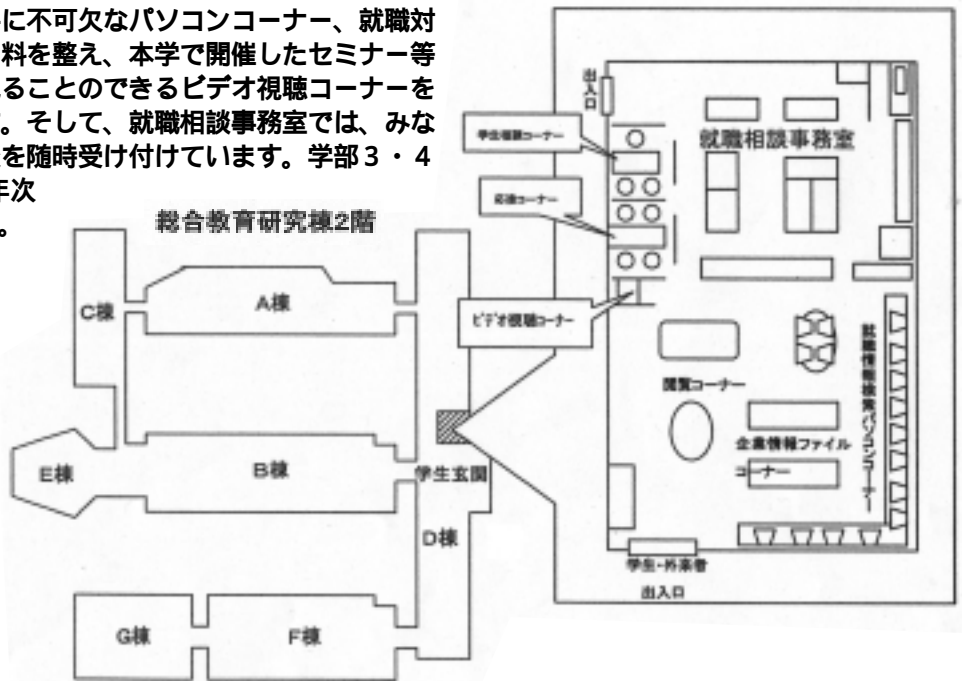 に不可欠なパソコンコーナー、就職対
料を整え、本学で開催したセミナー等
ることのできるビデオ視聴コーナーを
。そして、就職相談事務室では、みな
を随時受け付けています。学部３・４
年次
。
総合教育研究棟2階
C棟
A棟
E棟
B棟
学生玄関
D棟
G棟
F棟
出入口
学生相談コーナー
就職相談事務室
応接コーナー
ビデオ視聴コーナー
閲覧コーナー
就職情報検索パソコンコーナー
企業情報ファイル
コーナー
学生・外来者
出入口